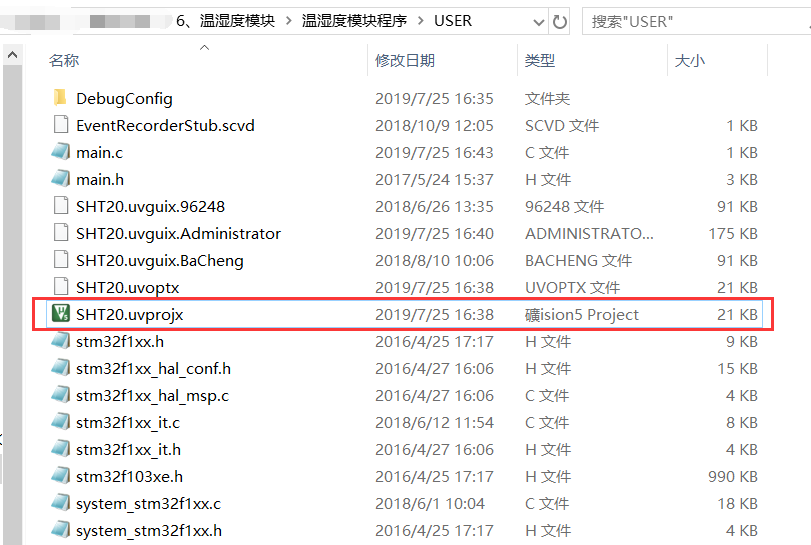 6、温湿度模块 > 温湿度模块程序 > USER 搜索"USER"
名称 修改日期 类型 大小
DebugConfig 2019/7/25 16:35 文件夹
EventRecorderStub.scvd 2018/10/9 12:05 SCVD 文件 1 KB
main.c 2019/7/25 16:43 C 文件 1 KB
main.h 2017/5/24 15:37 H 文件 3 KB
SHT20.uvguix.96248 2018/6/26 13:35 96248 文件 91 KB
SHT20.uvguix.Administrator 2019/7/25 16:40 ADMINISTRATO... 175 KB
SHT20.uvguix.BaCheng 2018/8/10 10:06 BACHENG 文件 91 KB
SHT20.uvoptx 2019/7/25 16:38 UVOPTX 文件 21 KB
SHT20.uvprojx 2019/7/25 16:38 礦ision5 Project 21 KB
stm32f1xx.h 2016/4/25 17:17 H 文件 9 KB
stm32f1xx_hal_conf.h 2016/4/27 16:06 H 文件 15 KB
stm32f1xx_hal_msp.c 2016/4/27 16:06 C 文件 4 KB
stm32f1xx_it.c 2018/6/12 11:54 C 文件 8 KB
stm32f1xx_it.h 2016/4/27 16:06 H 文件 4 KB
stm32f103xe.h 2016/4/25 17:17 H 文件 990 KB
system_stm32f1xx.c 2018/6/1 10:04 C 文件 18 KB
system_stm32f1xx.h 2016/4/25 17:17 H 文件 4 KB